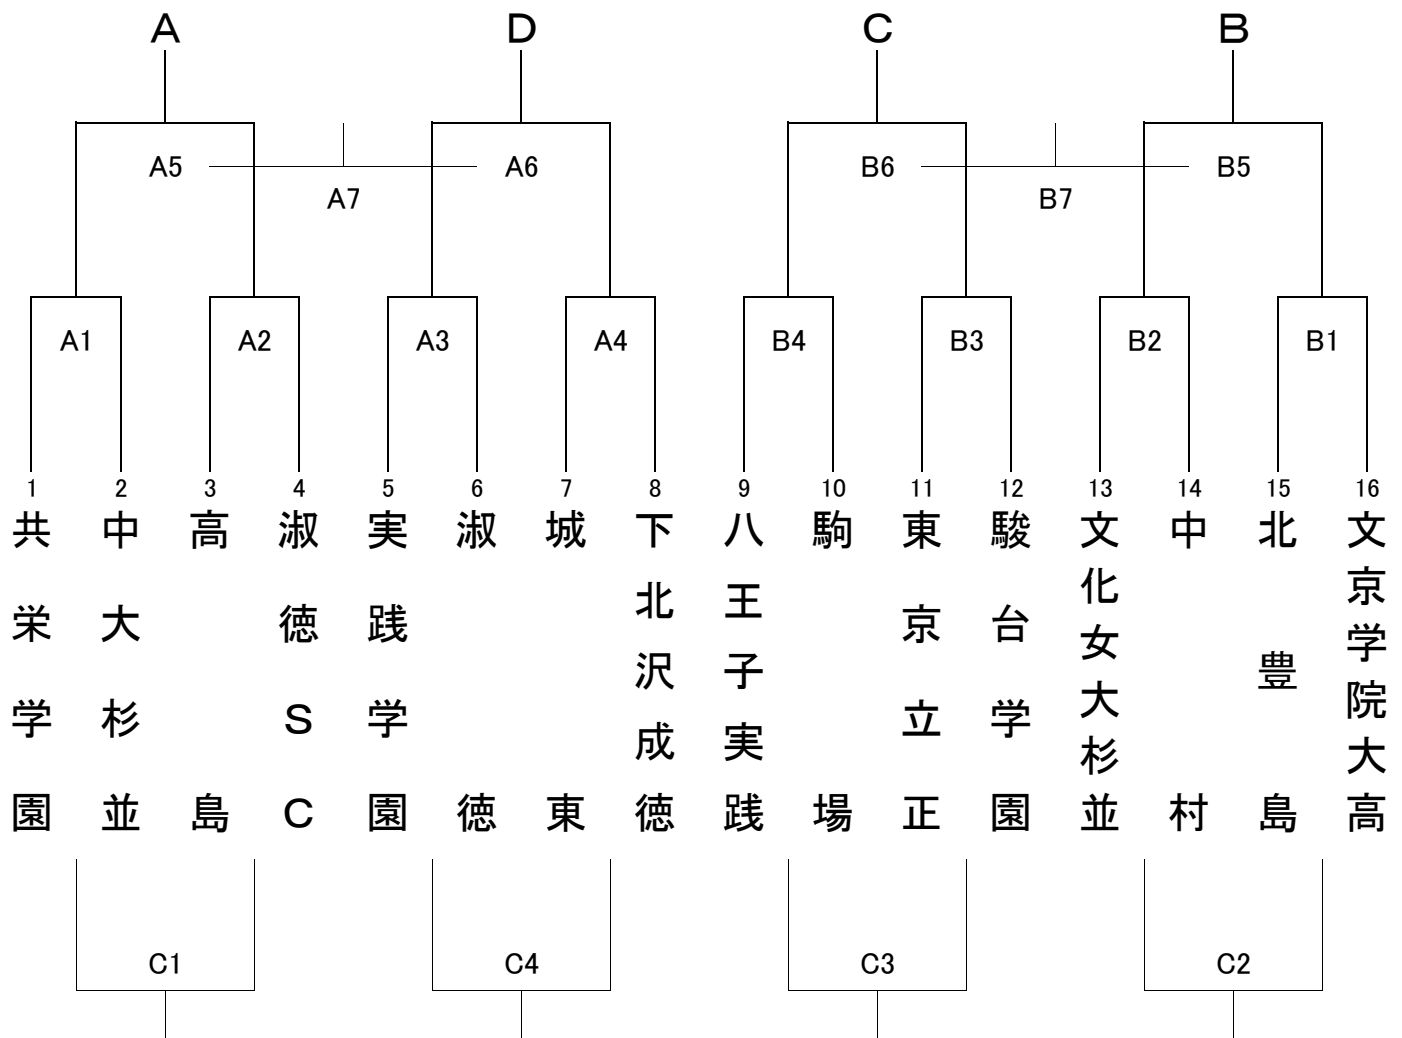 A D C B
A5 A6 B6 B5
A7 B7
A1 A2 A3 A4 B4 B3 B2 B1
1 2 3 4 5 6 7 8 9 10 11 12 13 14 15 16
共栄学園
中大杉並
高島
淑徳SC
実践学園
淑徳
城東
下北沢成徳
八王子実践
駒場
東京立正
駿台学園
文化女大杉並
中村
北豊島
文京学院大高
C1 C4 C3 C2